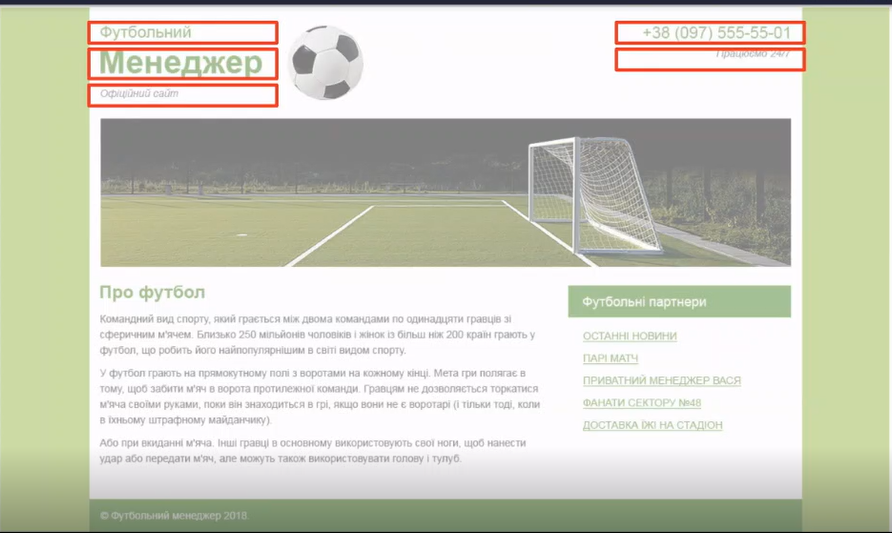 Футбольний
Менеджер
Офіційний сайт
+38 (097) 555-55-01
Працюємо 24/7
Про футбол
Командний вид спорту, який грається між двома командами по одинадцяти гравців зі
сферичним м'ячем. Близько 250 мільйонів чоловіків і жінок із більш ніж 200 країн грають у
футбол, що робить його найпопулярнішим в світі видом спорту.
У футбол грають на прямокутному полі з воротами на кожному кінці. Мета гри полягає в
тому, щоб забити м'яч в ворота протилежної команди. Гравцям не дозволяється торкатися
м'яча своїми руками, поки він знаходиться в грі, якщо вони не є воротарі (і тільки тоді, коли
в їхньому штрафному майданчику).
Або при вкиданні м'яча. Інші гравці в основному використовують свої ноги, щоб нанести
удар або передати м'яч, але можуть також використовувати голову і тулуб.
Футбольні партнери
ОСТАННІ НОВИНИ
ПАРІ МАТЧ
ПРИВАТНИЙ МЕНЕДЖЕР ВАСЯ
ФАНАТИ СЕКТОРУ №48
ДОСТАВКА ЇЖІ НА СТАДІОН
© Футбольний менеджер 2018.